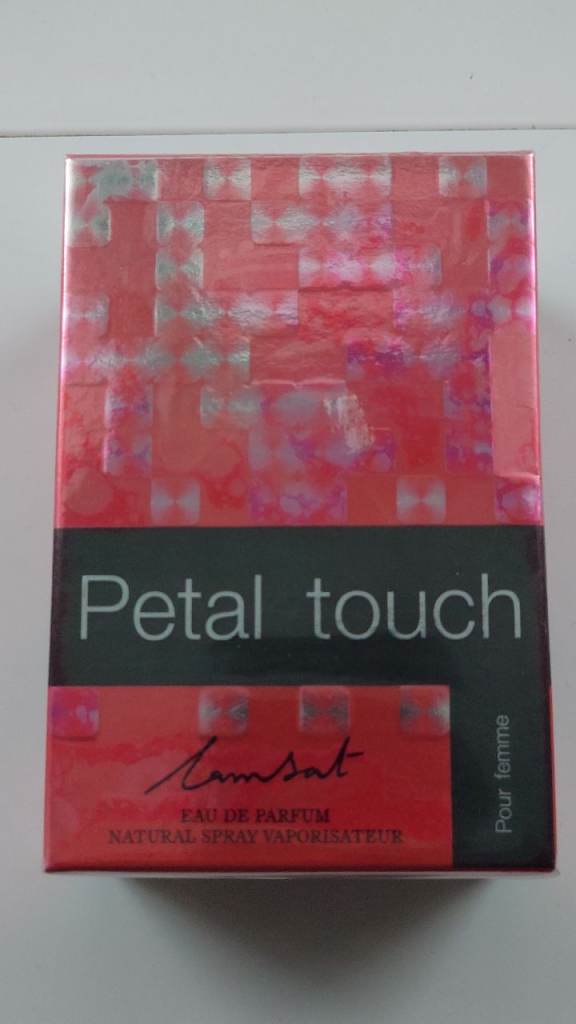 Petal touch
Lamsat
EAU DE PARFUM
NATURAL SPRAY VAPORISATEUR
Pour femme